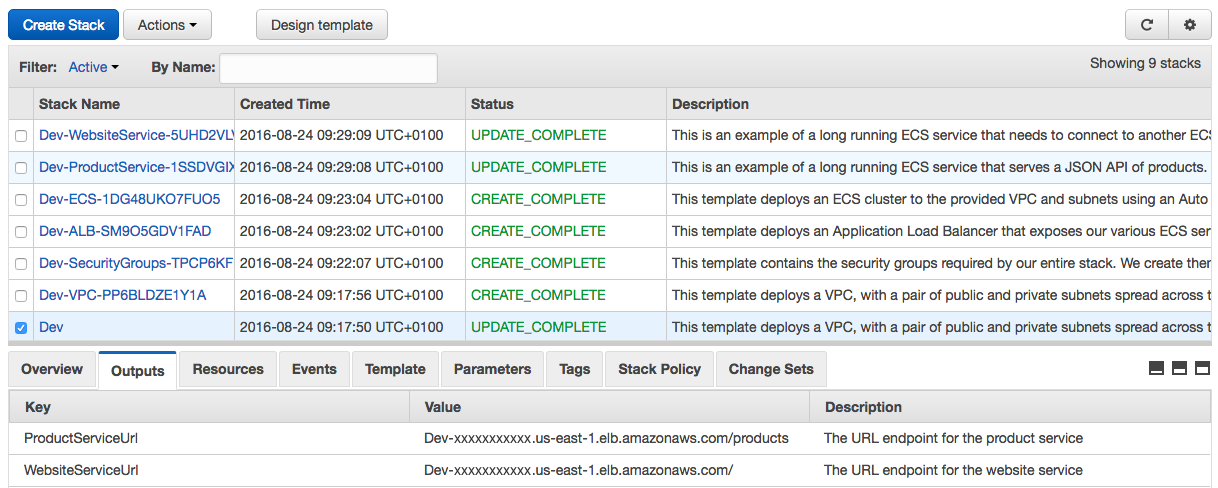 Create Stack Actions Design template
Filter: Active By Name: Showing 9 stacks
Stack Name Created Time Status Description
Dev-WebsiteService-5UHD2VL 2016-08-24 09:29:09 UTC+0100 UPDATE_COMPLETE This is an example of a long running ECS service that needs to connect to another ECS
Dev-ProductService-1SSDVGIX 2016-08-24 09:29:08 UTC+0100 UPDATE_COMPLETE This is an example of a long running ECS service that serves a JSON API of products.
Dev-ECS-1DG48UKO7FUO5 2016-08-24 09:23:04 UTC+0100 CREATE_COMPLETE This template deploys an ECS cluster to the provided VPC and subnets using an Auto
Dev-ALB-SM9O5GDV1FAD 2016-08-24 09:23:02 UTC+0100 CREATE_COMPLETE This template deploys an Application Load Balancer that exposes our various ECS ser
Dev-SecurityGroups-TPCP6KF 2016-08-24 09:22:07 UTC+0100 CREATE_COMPLETE This template contains the security groups required by our entire stack. We create
Dev-VPC-PP6BLDZE1Y1A 2016-08-24 09:17:56 UTC+0100 CREATE_COMPLETE This template deploys a VPC, with a pair of public and private subnets spread across
Dev 2016-08-24 09:17:50 UTC+0100 UPDATE_COMPLETE This template deploys a VPC, with a pair of public and private subnets spread across
Overview Outputs Resources Events Template Parameters Tags Stack Policy Change Sets
Key Value Description
ProductServiceUrl Dev-xxxxxxxxxxx.us-east-1.elb.amazonaws.com/products The URL endpoint for the product service
WebsiteServiceUrl Dev-xxxxxxxxxxx.us-east-1.elb.amazonaws.com/ The URL endpoint for the website service